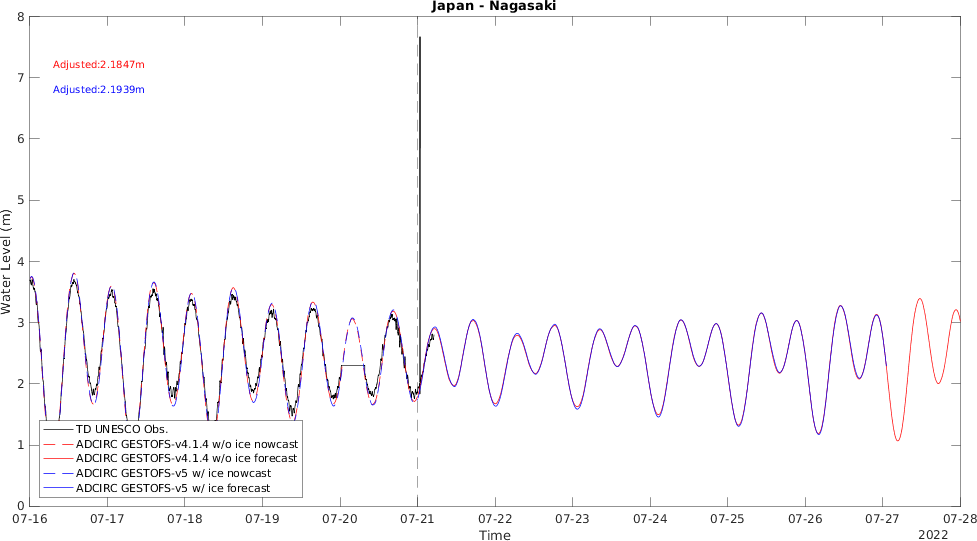 Japan - Nagasaki
8
7
6
5
4
3
2
1
0
Water Level (m)
Adjusted:2.1847m
Adjusted:2.1939m
TD UNESCO Obs.
ADCIRC GESTOFS-v4.1.4 w/o ice nowcast
ADCIRC GESTOFS-v4.1.4 w/o ice forecast
ADCIRC GESTOFS-v5 w/ ice nowcast
ADCIRC GESTOFS-v5 w/ ice forecast
07-16 07-17 07-18 07-19 07-20 07-21 07-22 07-23 07-24 07-25 07-26 07-27 07-28
Time
2022